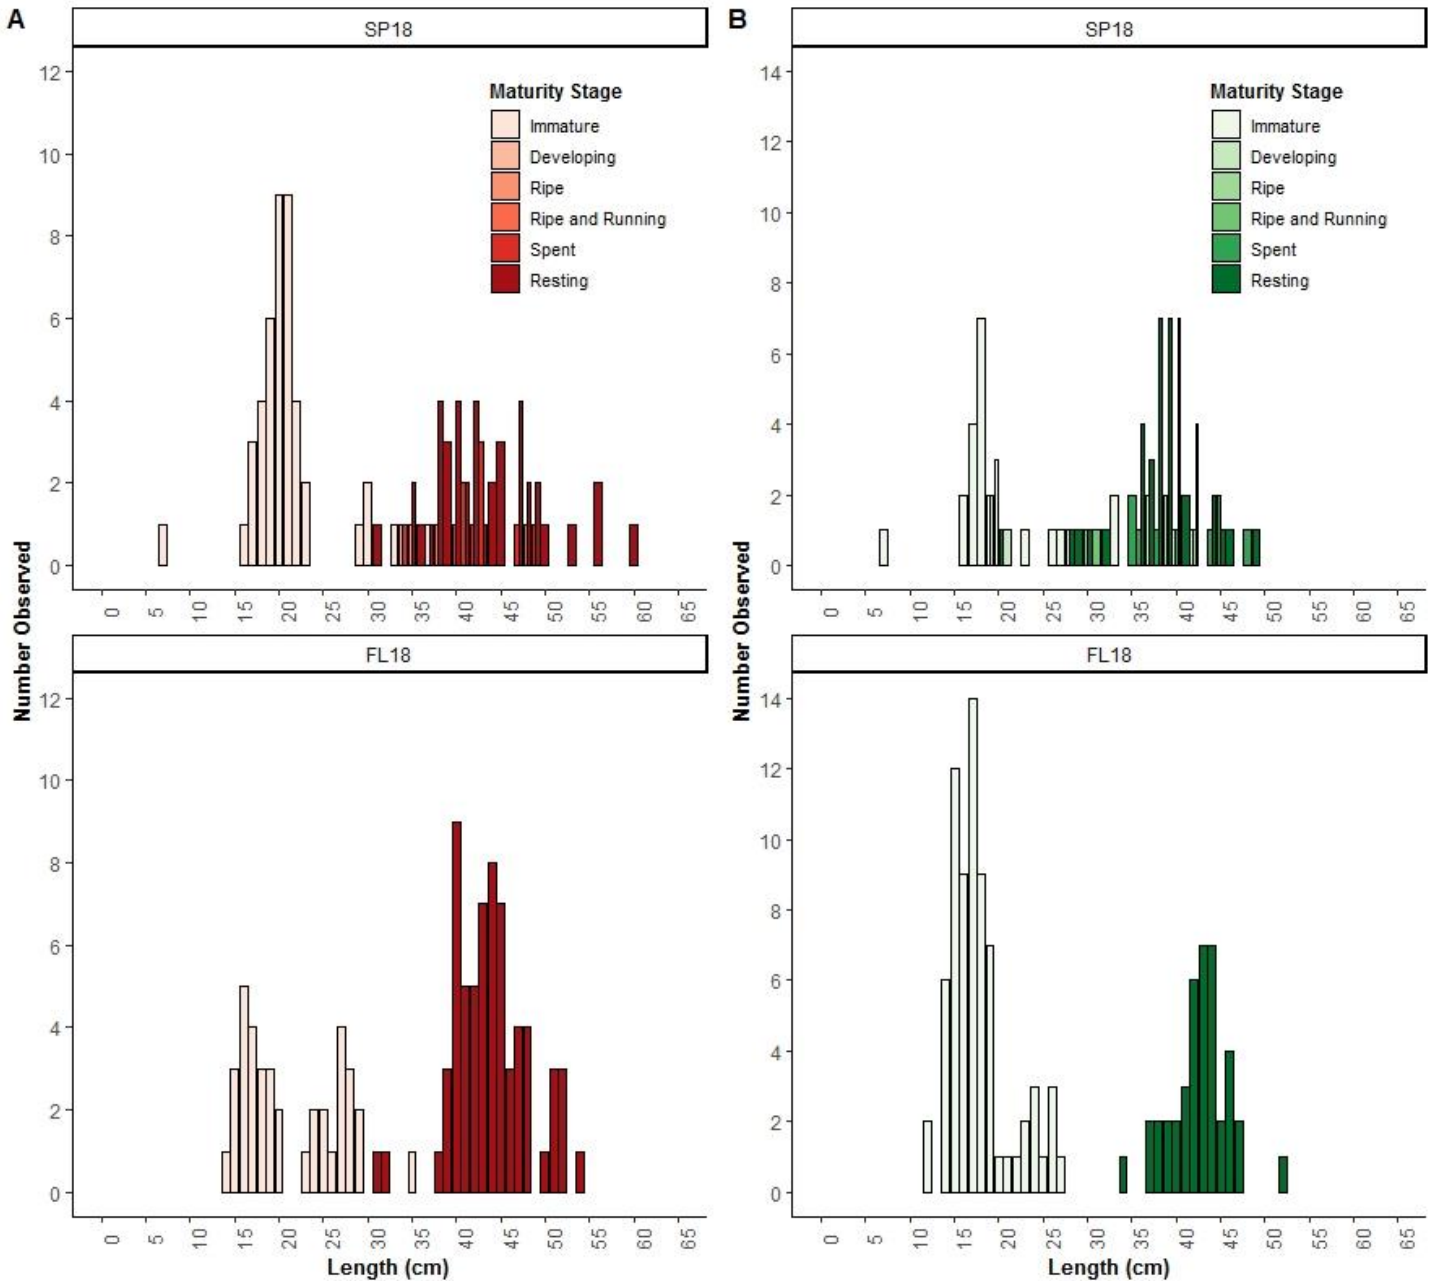 A
SP18
12
10
8
6
4
2
0
Maturity Stage
Immature
Developing
Ripe
Ripe and Running
Spent
Resting
0 5 10 15 20 25 30 35 40 45 50 55 60 65
FL18
12
10
8
6
4
2
0
0 5 10 15 20 25 30 35 40 45 50 55 60 65
Number Observed
Length (cm)
B
SP18
14
12
10
8
6
4
2
0
Maturity Stage
Immature
Developing
Ripe
Ripe and Running
Spent
Resting
0 5 10 15 20 25 30 35 40 45 50 55 60 65
FL18
14
12
10
8
6
4
2
0
0 5 10 15 20 25 30 35 40 45 50 55 60 65
Number Observed
Length (cm)